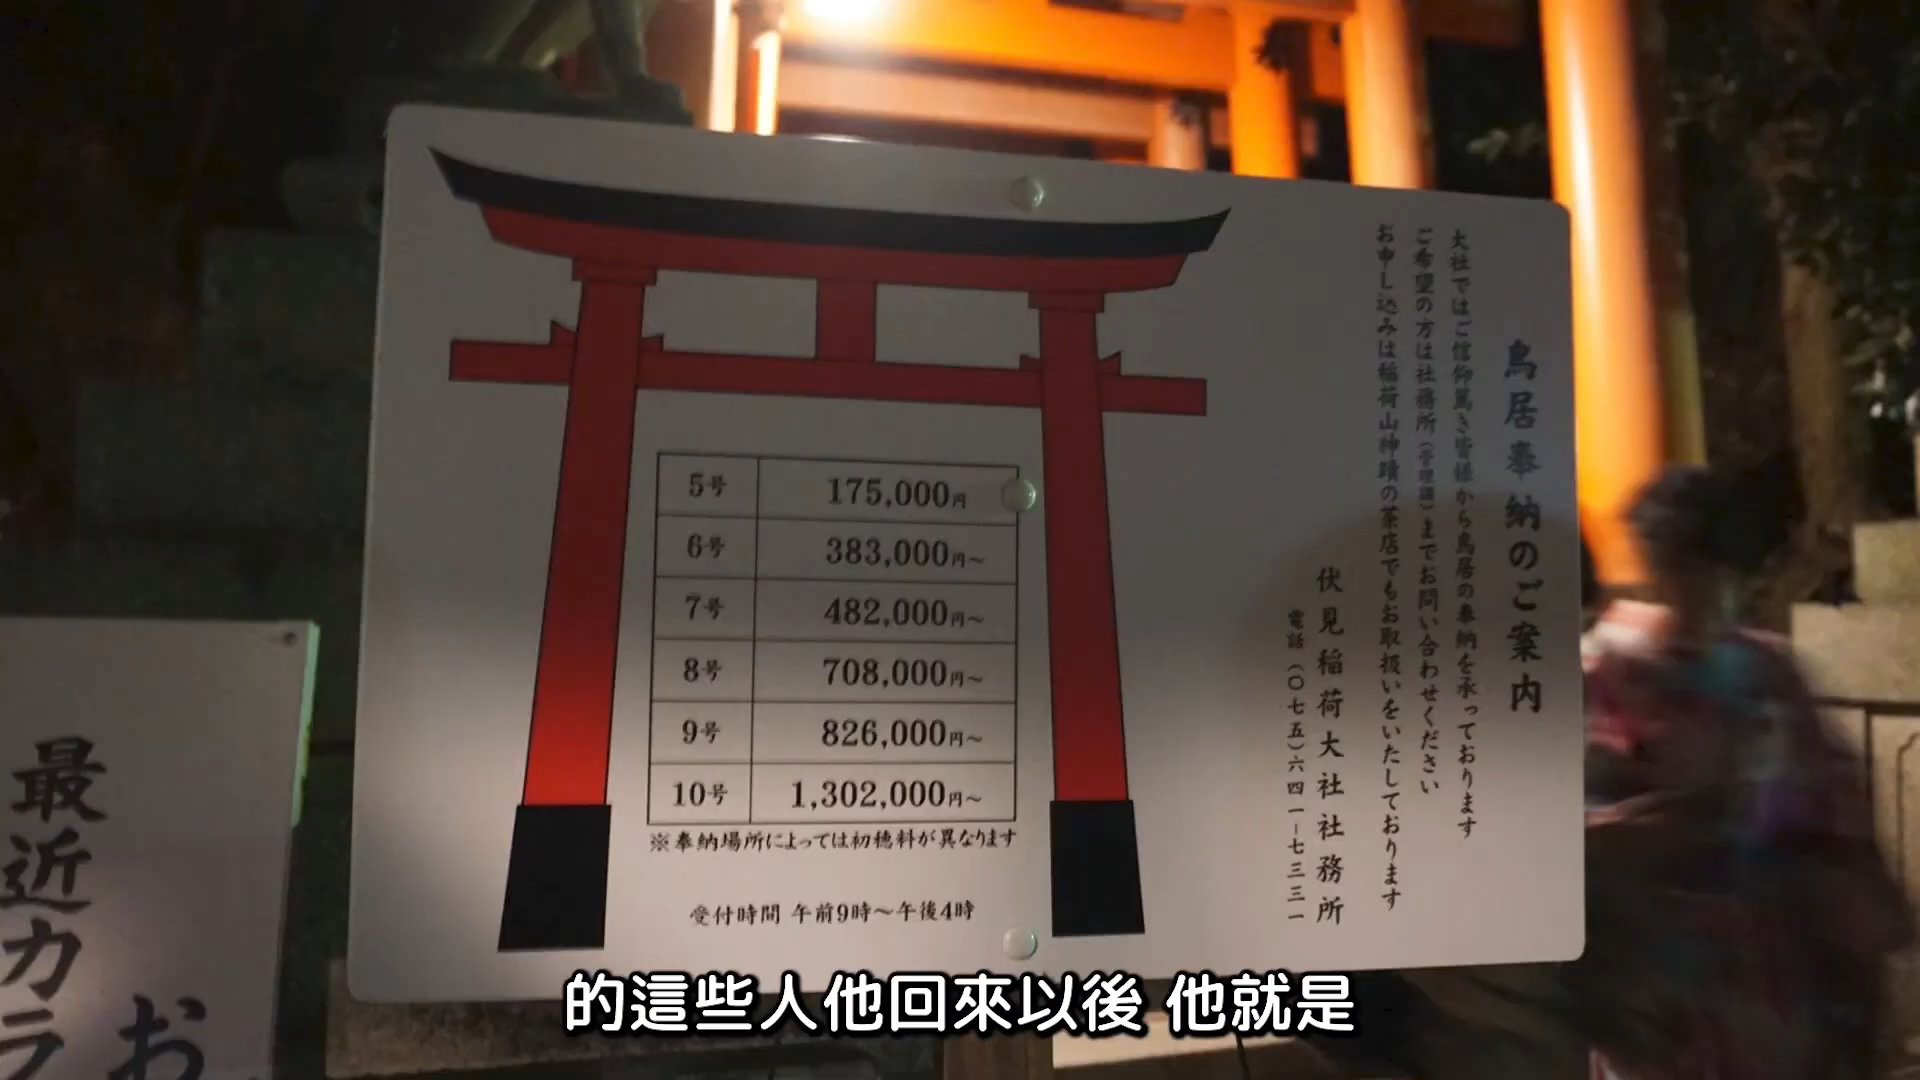 鳥居奉納のご案内
大社ではご信仰篤き皆様から鳥居の奉納を承っております
ご希望の方は社務所(管理課)までお問い合わせください
お申し込みは稲荷山神蹟の茶店でもお取扱いをいたしております
伏見稲荷大社社務所
電話(〇七五)六四一-七三三一
5号 175,000円
6号 383,000円~
7号 482,000円~
8号 708,000円~
9号 826,000円~
10号 1,302,000円~
※奉納場所によっては初穂料が異なります
受付時間 午前9時~午後4時
最近カラ
お
的這些人他回來以後 他就是